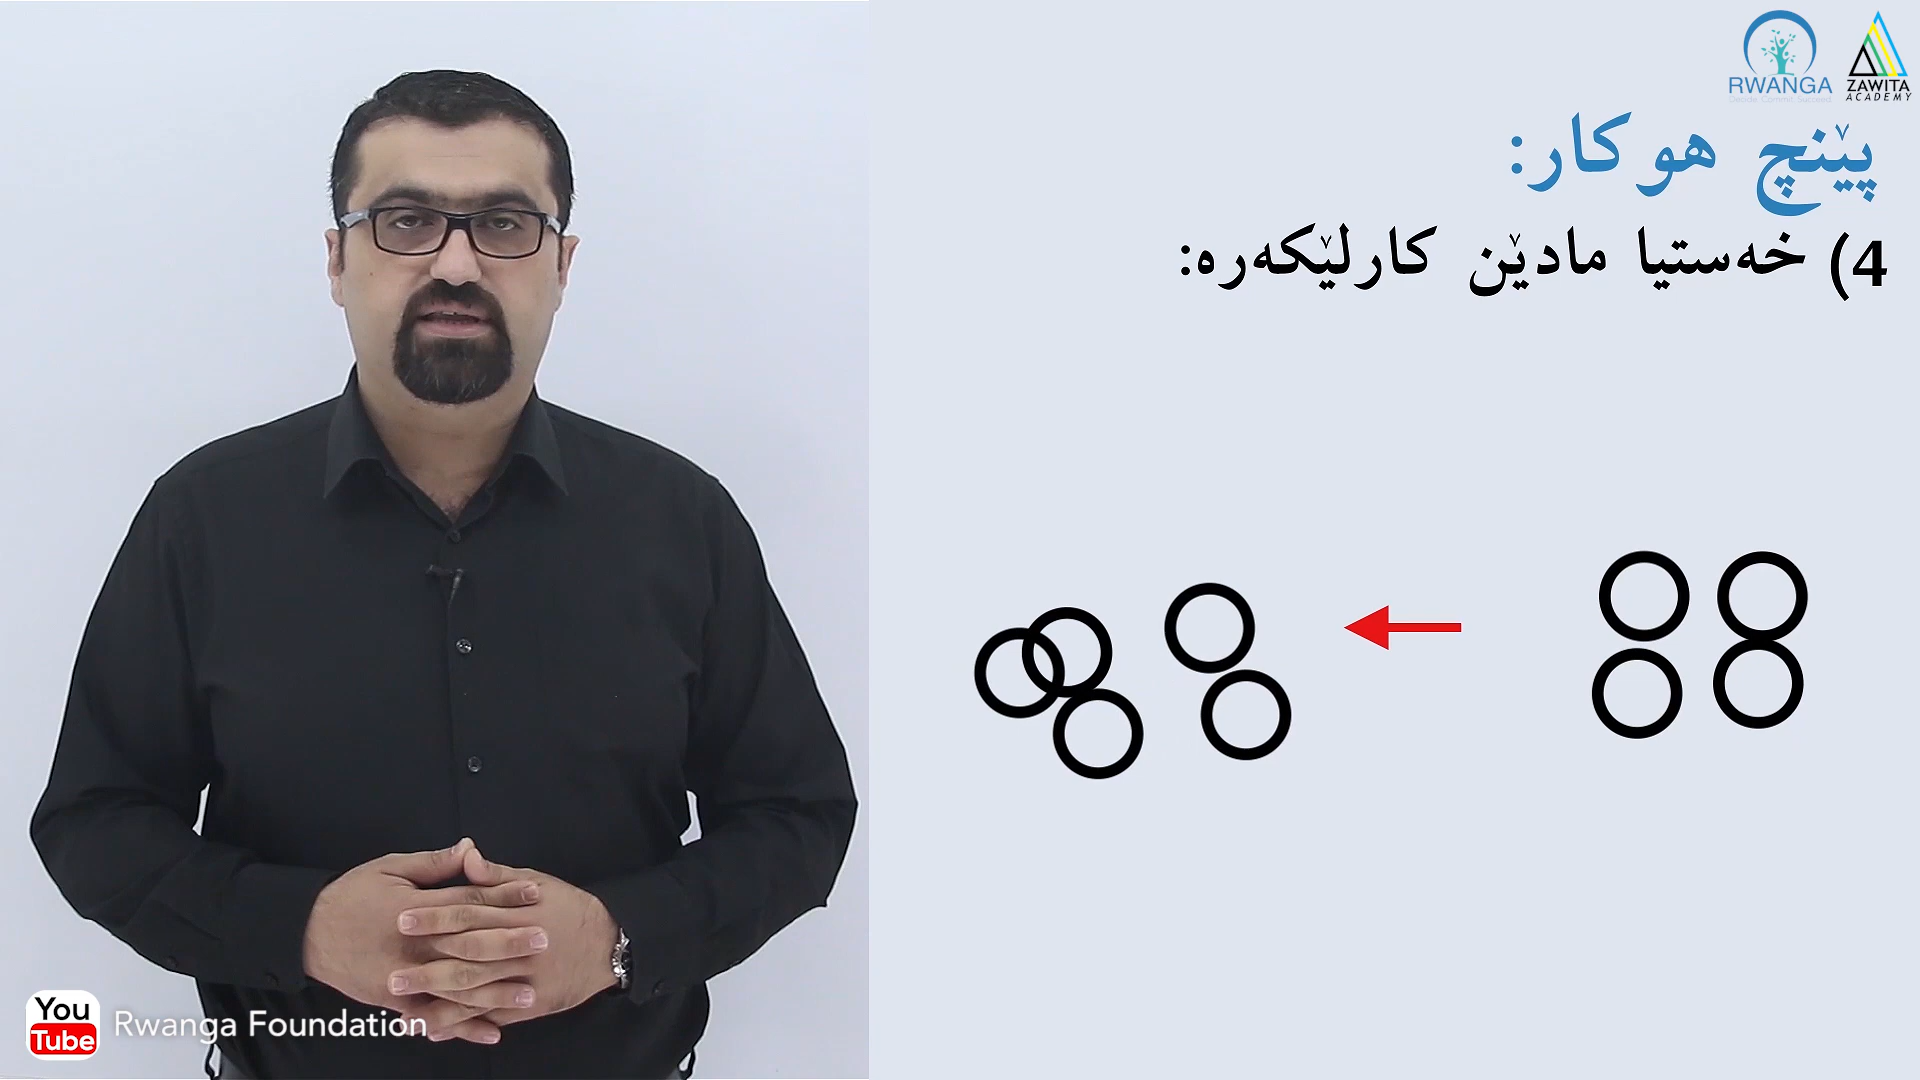 RWANGA
ZAWITA
ACADEMY
پێنچ هوکار:
4) خەستیا مادێن کارلێکەرە:
You
Tube
Rwanga Foundation